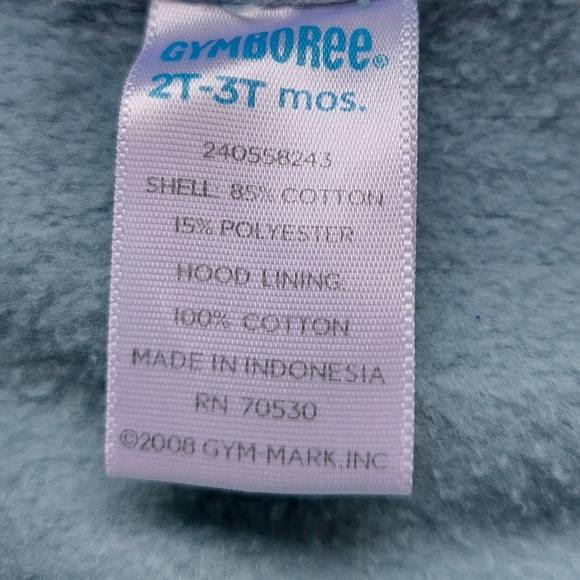 GYMBOREE®
2T-3T mos.
240558243
SHELL: 85% COTTON
15% POLYESTER
HOOD LINING:
100% COTTON
MADE IN INDONESIA
RN 70530
©2008 GYM-MARK, INC.